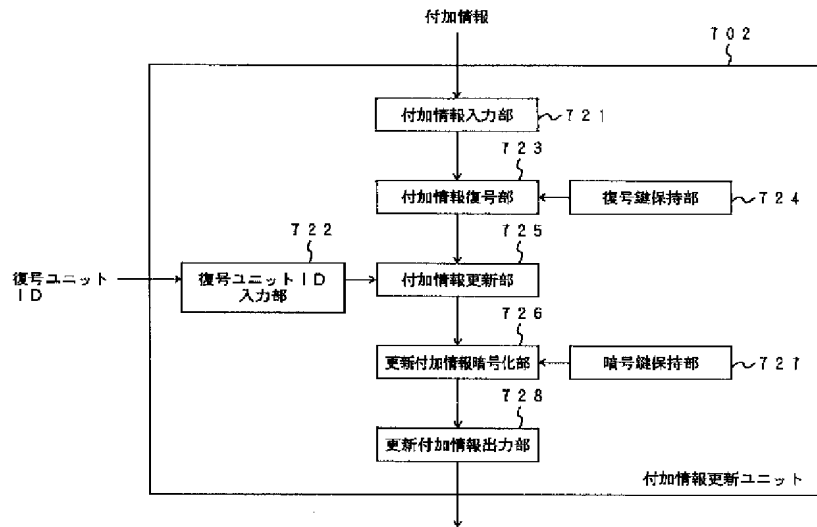 付加情報
702
付加情報入力部
721
723
付加情報復号部
復号鍵保持部
724
722
725
復号ユニット
ID
復号ユニットID
入力部
付加情報更新部
726
更新付加情報暗号化部
暗号鍵保持部
727
728
更新付加情報出力部
付加情報更新ユニット